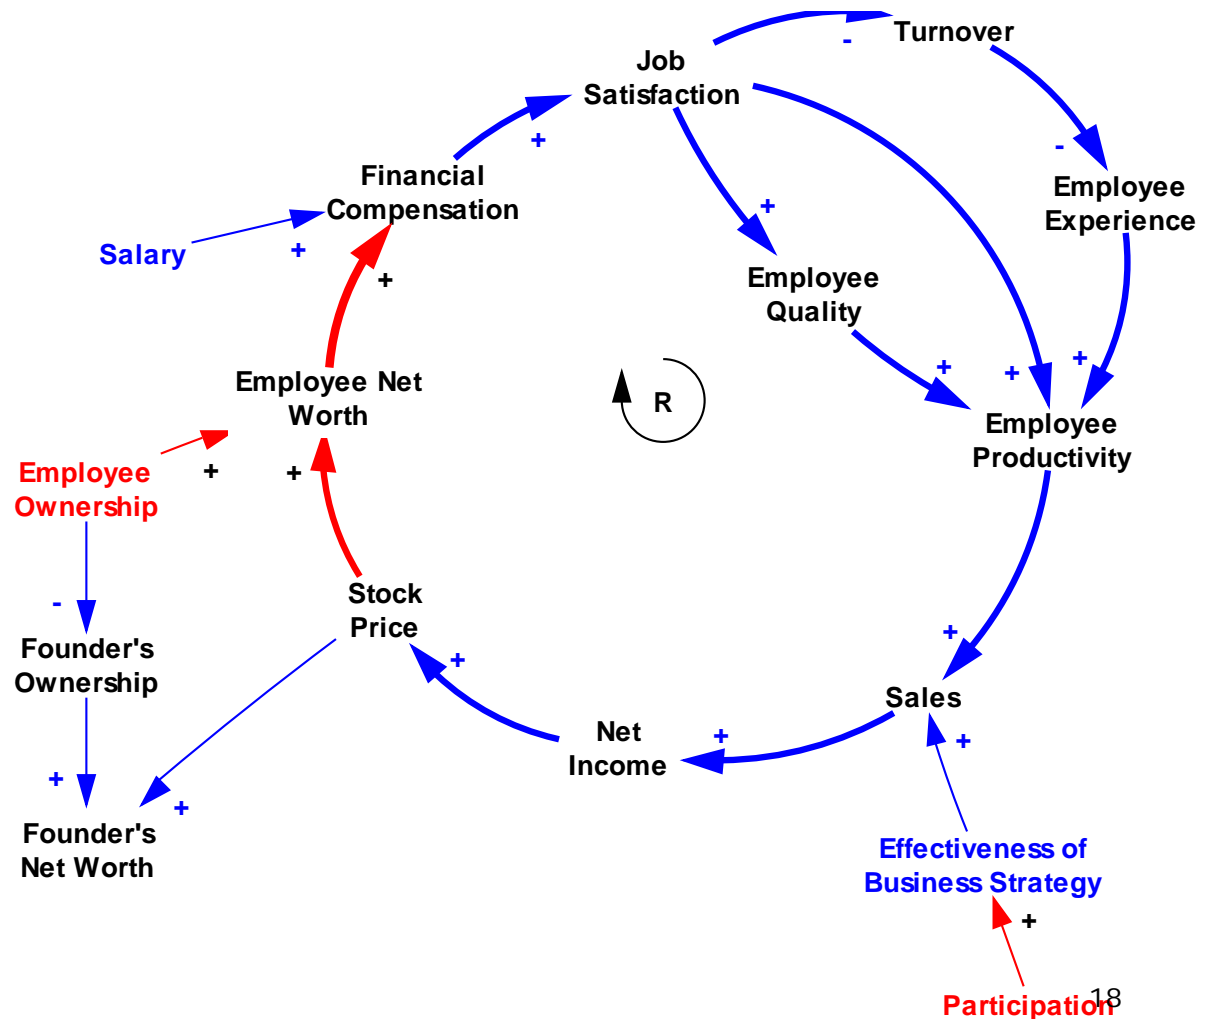 Turnover
-
Job
Satisfaction
+
-
Financial
Compensation
Employee
Experience
+
Salary
+
+
Employee
Quality
+
+
+
+
Employee Net
Worth
R
Employee
Productivity
Employee
Ownership
+
+
Stock
Price
-
Founder's
Ownership
+
+
Sales
Net
Income
+
+
+
+
Founder's
Net Worth
Effectiveness of
Business Strategy
+
Participation
18